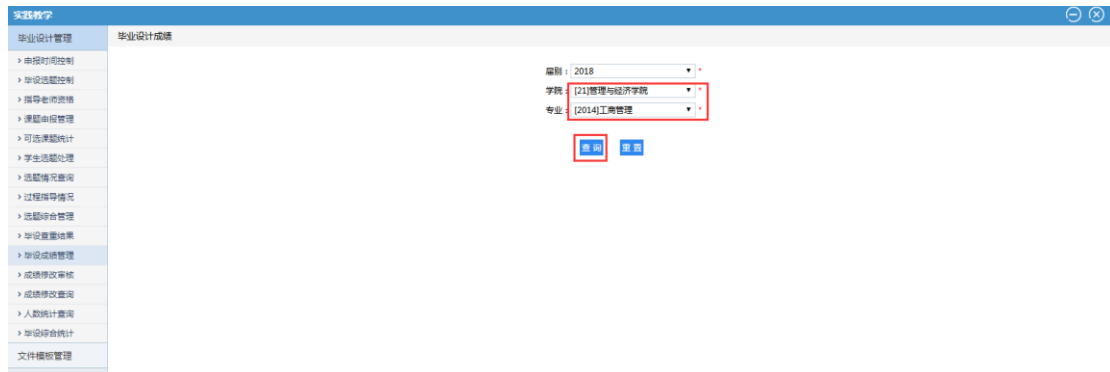 实践教学
毕业设计管理
毕业设计成绩
> 申报时间控制
> 毕设选题控制
> 指导老师资格
> 课题申报管理
> 可选课题统计
> 学生选题处理
> 选题情况查询
> 过程指导情况
> 选题综合管理
> 毕设查重结果
> 毕设成绩管理
> 成绩修改审核
> 成绩修改查询
> 人数统计查询
> 毕设综合统计
文件模板管理
届别：2018 *
学院：[21]管理与经济学院 *
专业：[2014]工商管理 *
查询 重置